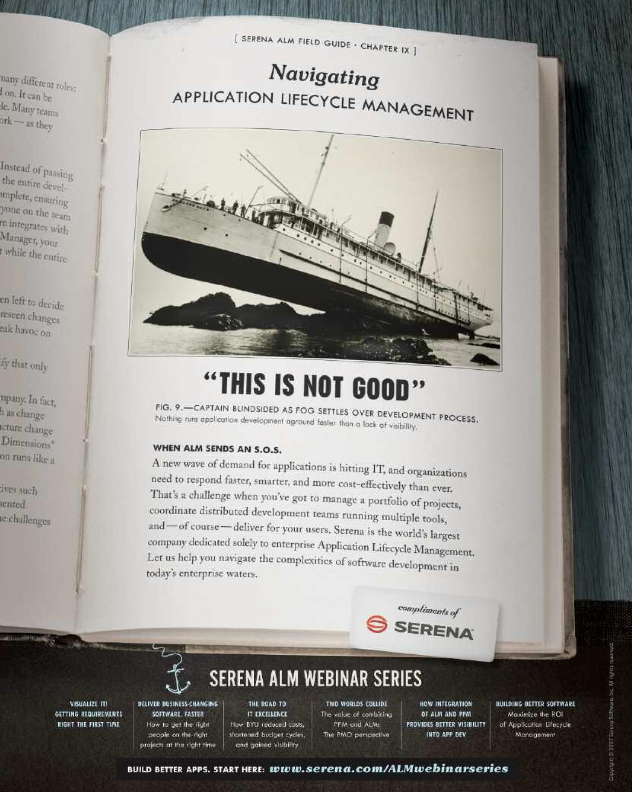 [ SERENA ALM FIELD GUIDE · CHAPTER IX ]
Navigating
APPLICATION LIFECYCLE MANAGEMENT
many different roles:
d on. It can be
le. Many teams
ork — as they
Instead of passing
the entire devel-
omplete, ensuring
yone on the team
re integrates with
Manager, your
t while the entire
en left to decide
reseen changes
eak havoc on
ify that only
mpany. In fact,
h as change
ucture change
Dimensions®
on runs like a
tives such
mented
he challenges
“THIS IS NOT GOOD”
FIG. 9.—CAPTAIN BLINDSIDED AS FOG SETTLES OVER DEVELOPMENT PROCESS.
Nothing runs application development aground faster than a lack of visibility.
WHEN ALM SENDS AN S.O.S.
A new wave of demand for applications is hitting IT, and organizations
need to respond faster, smarter, and more cost-effectively than ever.
That’s a challenge when you’ve got to manage a portfolio of projects,
coordinate distributed development teams running multiple tools,
and — of course — deliver for your users. Serena is the world’s largest
company dedicated solely to enterprise Application Lifecycle Management.
Let us help you navigate the complexities of software development in
today’s enterprise waters.
compliments of
SERENA
SERENA ALM WEBINAR SERIES
VISUALIZE IT!
GETTING REQUIREMENTS
RIGHT THE FIRST TIME
DELIVER BUSINESS-CHANGING
SOFTWARE, FASTER
How to get the right
people on the right
projects at the right time
THE ROAD TO
IT EXCELLENCE
How BYU reduced costs,
shortened budget cycles,
and gained visibility
TWO WORLDS COLLIDE
The value of combining
PPM and ALM:
The PMO perspective
HOW INTEGRATION
OF ALM AND PPM
PROVIDES BETTER VISIBILITY
INTO APP DEV
BUILDING BETTER SOFTWARE
Maximize the ROI
of Application Lifecycle
Management
BUILD BETTER APPS. START HERE: www.serena.com/ALMwebinarseries